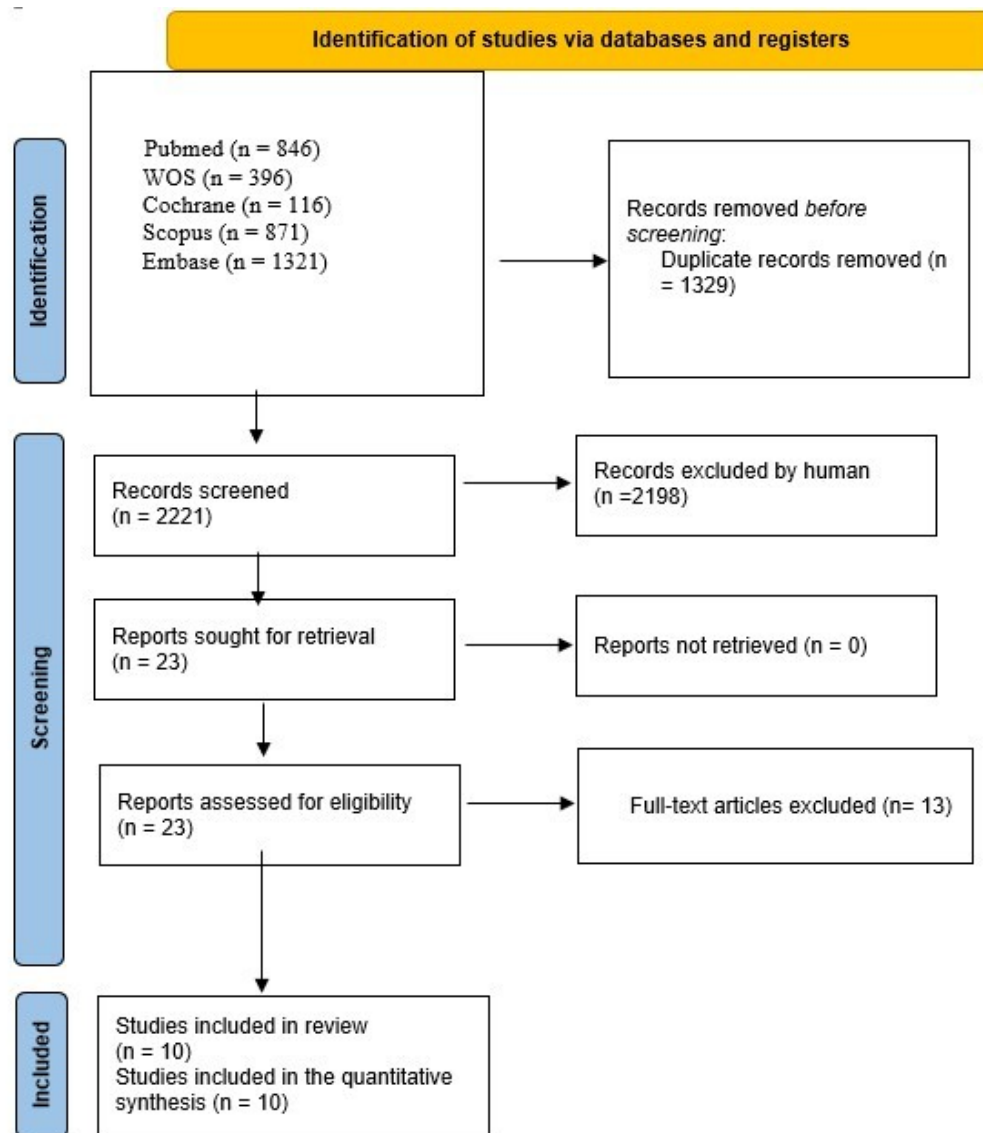 Identification of studies via databases and registers
Identification
Pubmed (n = 846)
WOS (n = 396)
Cochrane (n = 116)
Scopus (n = 871)
Embase (n = 1321)
Records removed before
screening:
Duplicate records removed (n
= 1329)
Screening
Records screened
(n = 2221)
Records excluded by human
(n =2198)
Reports sought for retrieval
(n = 23)
Reports not retrieved (n = 0)
Reports assessed for eligibility
(n = 23)
Full-text articles excluded (n= 13)
Included
Studies included in review
(n = 10)
Studies included in the quantitative
synthesis (n = 10)